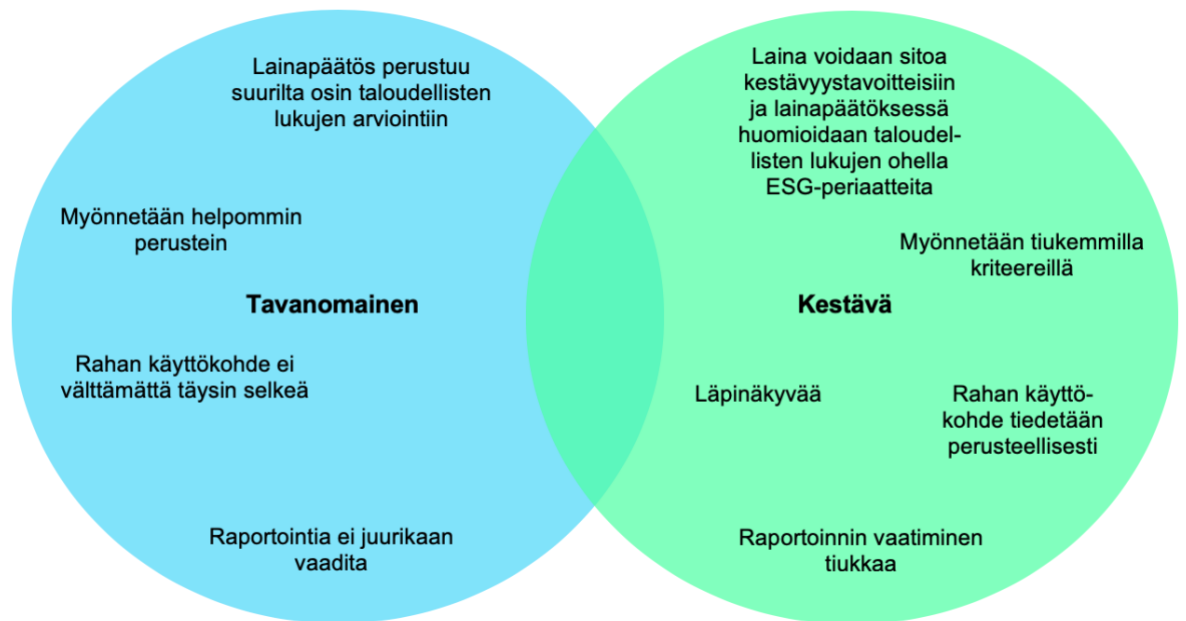 Lainapäätös perustuu
suurilta osin taloudellisten
lukujen arviointiin
Myönnetään helpommin
perustein
Tavanomainen
Rahan käyttökohde ei
välttämättä täysin selkeä
Raportointia ei juurikaan
vaadita
Laina voidaan sitoa
kestävyystavoitteisiin
ja lainapäätöksessä
huomioidaan taloudel-
listen lukujen ohella
ESG-periaatteita
Myönnetään tiukemmilla
kriteereillä
Kestävä
Läpinäkyvää
Rahan käyttö-
kohde tiedetään
perusteellisesti
Raportoinnin vaatiminen
tiukkaa